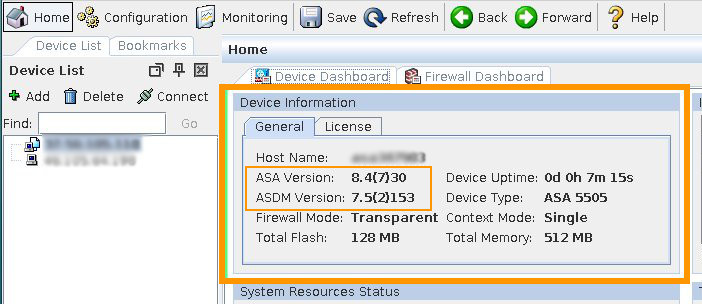 Home Configuration Monitoring Save Refresh Back Forward ? Help
Device List Bookmarks
Home
Device List
Device Dashboard Firewall Dashboard
Add Delete Connect
Device Information
Find: Go
General License
Host Name:
ASA Version: 8.4(7)30 Device Uptime: 0d 0h 7m 15s
ASDM Version: 7.5(2)153 Device Type: ASA 5505
Firewall Mode: Transparent Context Mode: Single
Total Flash: 128 MB Total Memory: 512 MB
System Resources Status